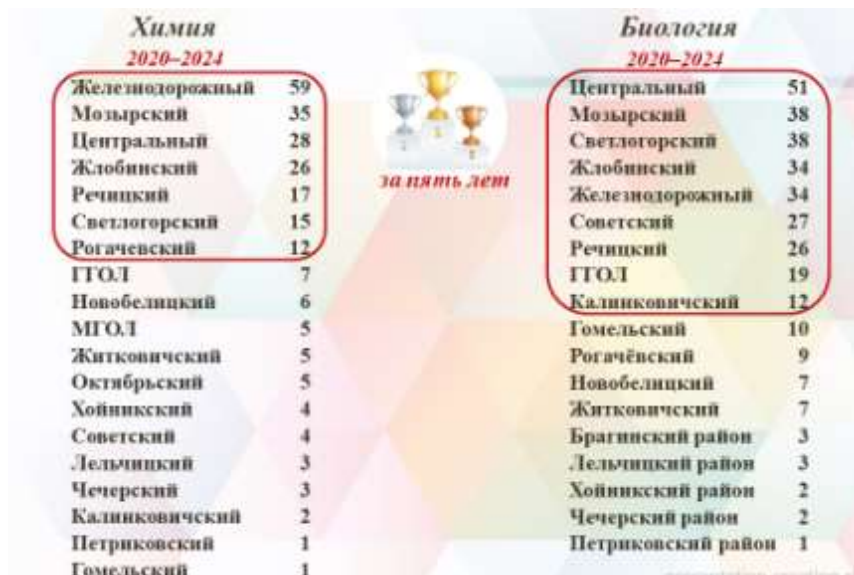 Химия
2020–2024
Железнодорожный 59
Мозырский 35
Центральный 28
Жлобинский 26
Речицкий 17
Светлогорский 15
Рогачевский 12
ГГОЛ 7
Новобелицкий 6
МГОЛ 5
Житковичский 5
Октябрьский 5
Хойникский 4
Советский 4
Лельчицкий 3
Чечерский 3
Калинковичский 2
Петриковский 1
Гомельский 1
за пять лет
Биология
2020–2024
Центральный 51
Мозырский 38
Светлогорский 38
Жлобинский 34
Железнодорожный 34
Советский 27
Речицкий 26
ГГОЛ 19
Калинковичский 12
Гомельский 10
Рогачёвский 9
Новобелицкий 7
Житковичский 7
Брагинский район 3
Лельчицкий район 3
Хойникский район 2
Чечерский район 2
Петриковский район 1